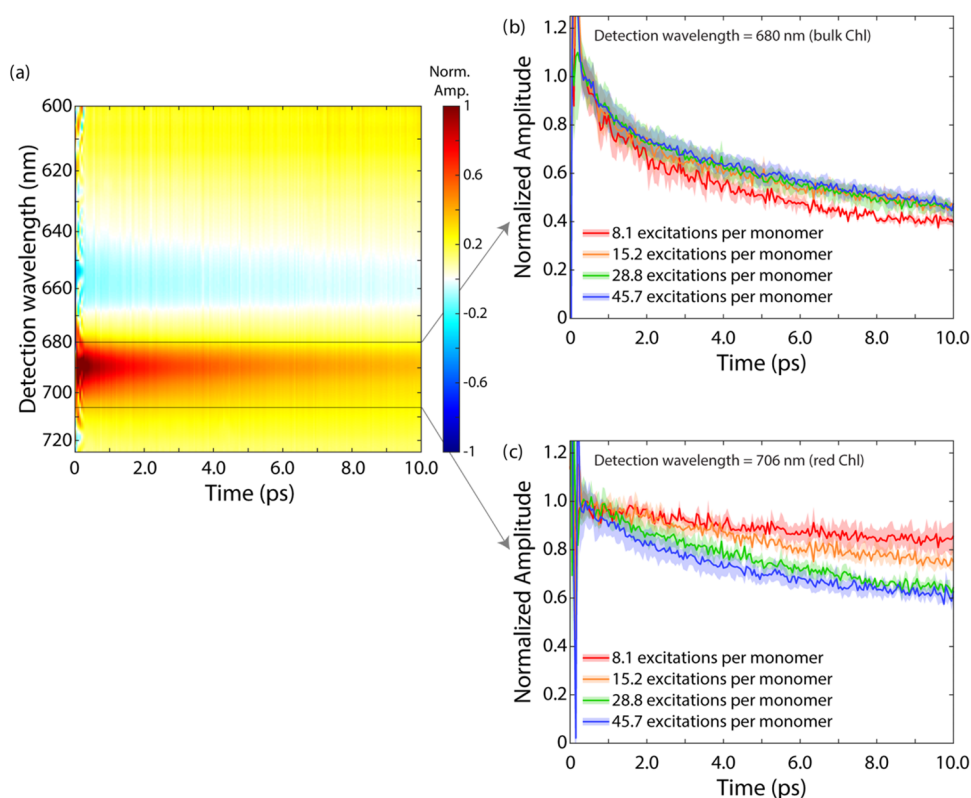 (a)
Norm.
Amp.
Detection wavelength (nm)
600
620
640
660
680
700
720
0
2.0
4.0
6.0
8.0
10.0
Time (ps)
1
0.6
0.2
-0.2
-0.6
-1
(b)
Detection wavelength = 680 nm (bulk Chl)
Normalized Amplitude
1.2
1.0
0.8
0.6
0.4
0.2
0
8.1 excitations per monomer
15.2 excitations per monomer
28.8 excitations per monomer
45.7 excitations per monomer
0
2.0
4.0
6.0
8.0
10.0
Time (ps)
(c)
Detection wavelength = 706 nm (red Chl)
Normalized Amplitude
1.2
1.0
0.8
0.6
0.4
0.2
0
8.1 excitations per monomer
15.2 excitations per monomer
28.8 excitations per monomer
45.7 excitations per monomer
0
2.0
4.0
6.0
8.0
10.0
Time (ps)